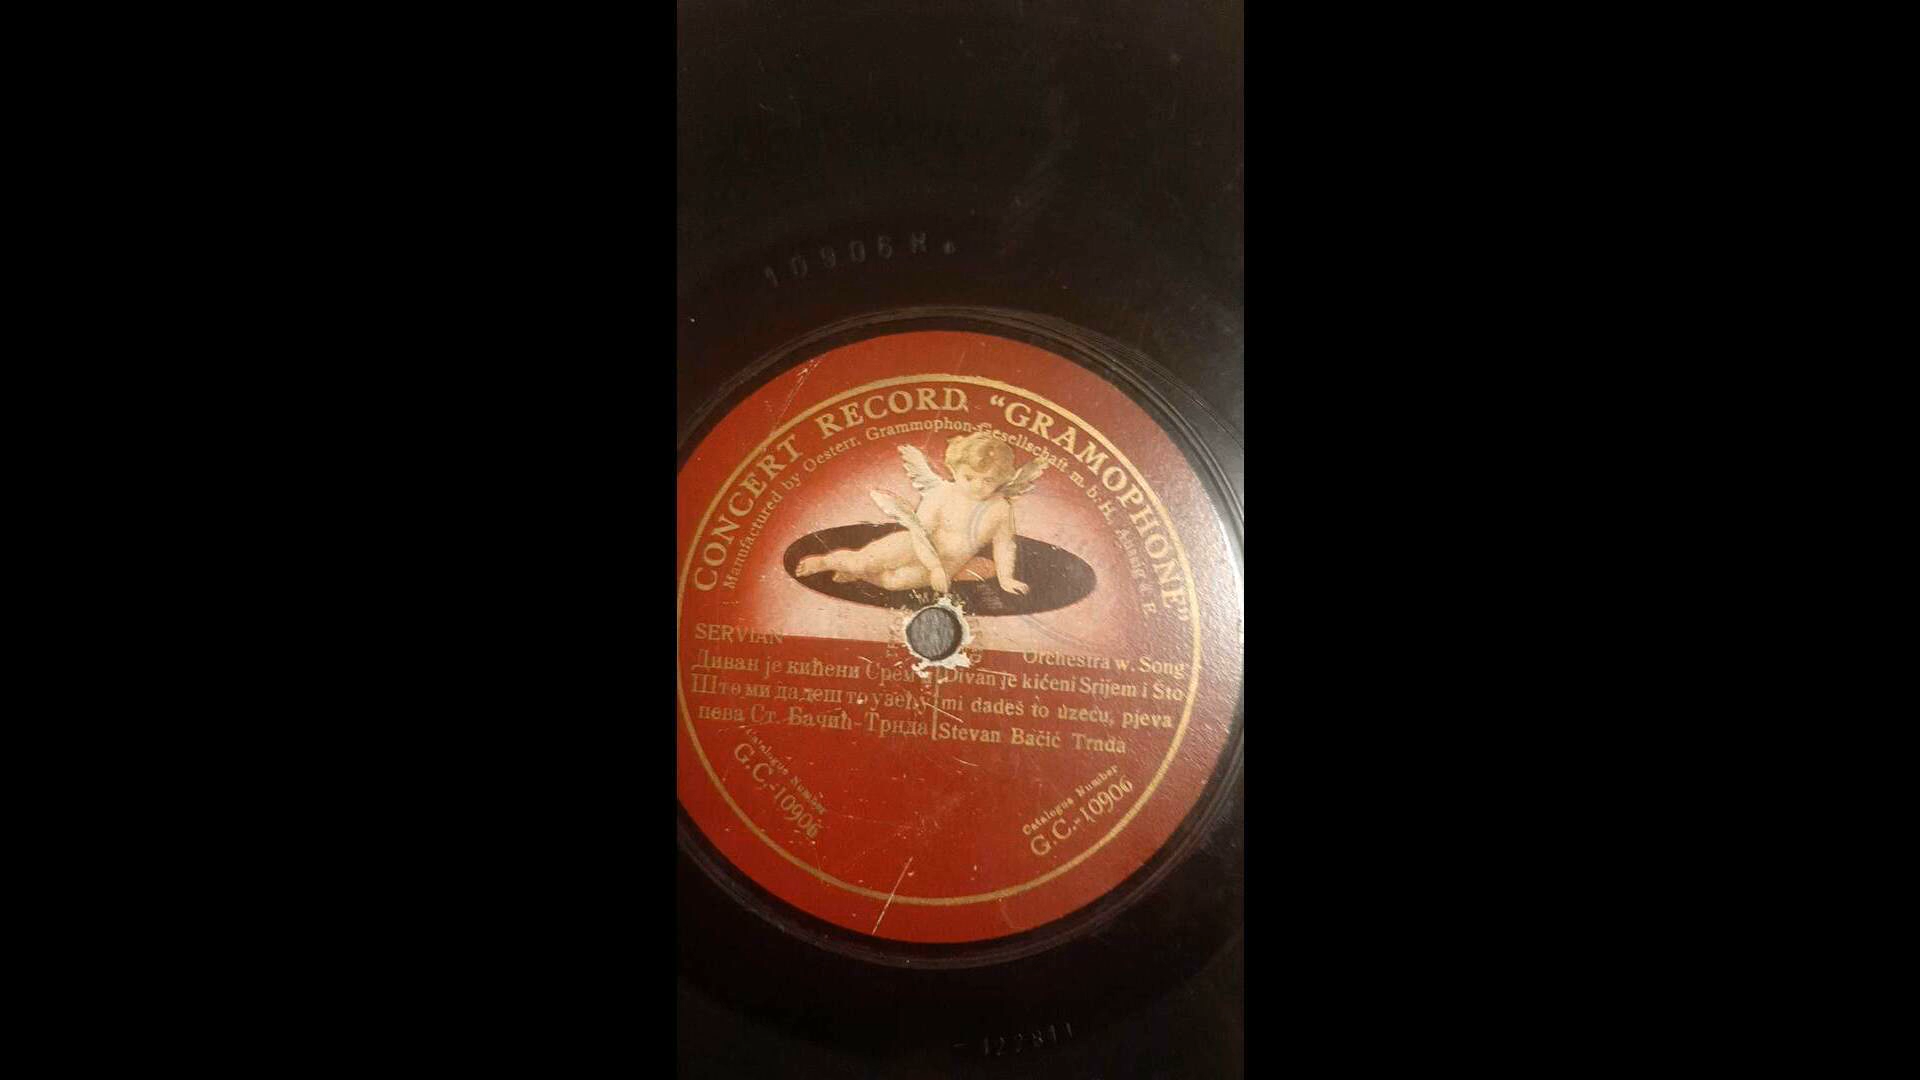 10906
CONCERT RECORD "GRAMOPHONE"
Manufactured by Oesterr. Grammophon-Gesellschaft m. b. H. Aussig a. E.
SERVIAN
Orchestra w. Song
Диван је кићени Срем и
Што ми дадеш то узећу
пева Ст. Бачић-Трнда
Divan je kićeni Srijem i Što
mi dadeš to uzeću, pjeva
Stevan Bačić Trnda
Catalogue Number
G.C.-10906
Catalogue Number
G.C.-10906